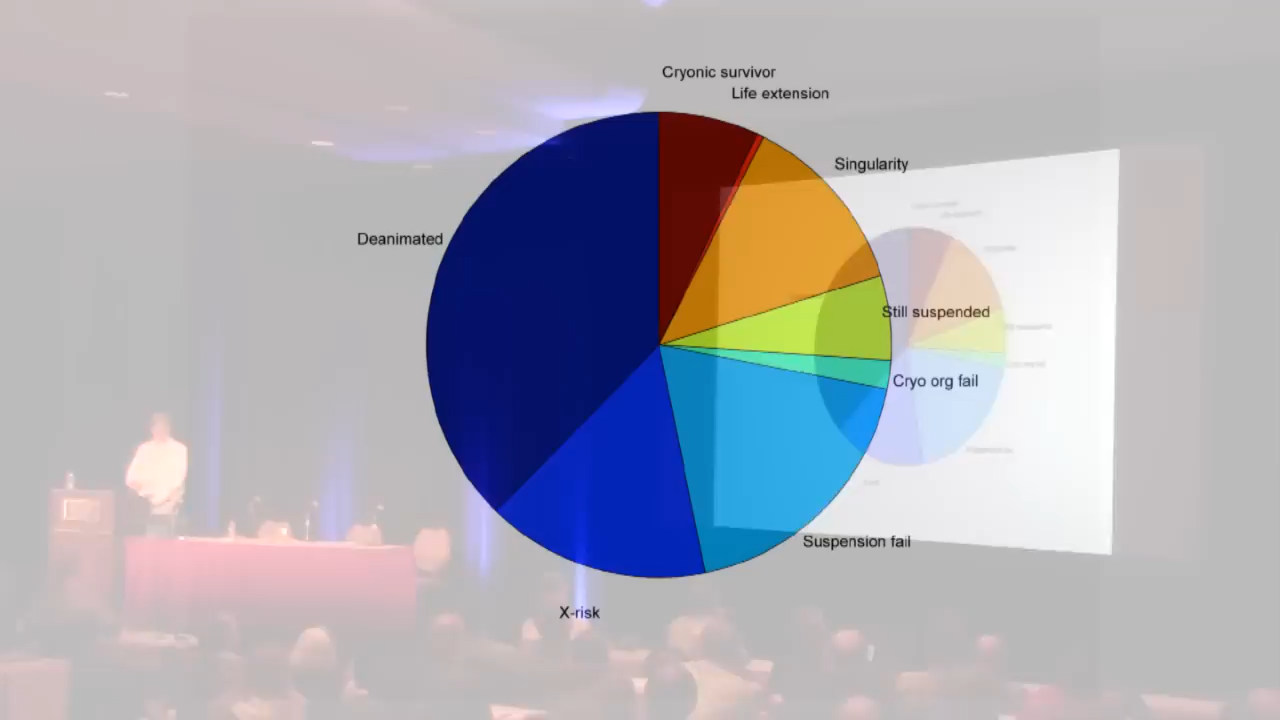 Cryonic survivor
Life extension
Singularity
Deanimated
Still suspended
Cryo org fail
Suspension fail
X-risk